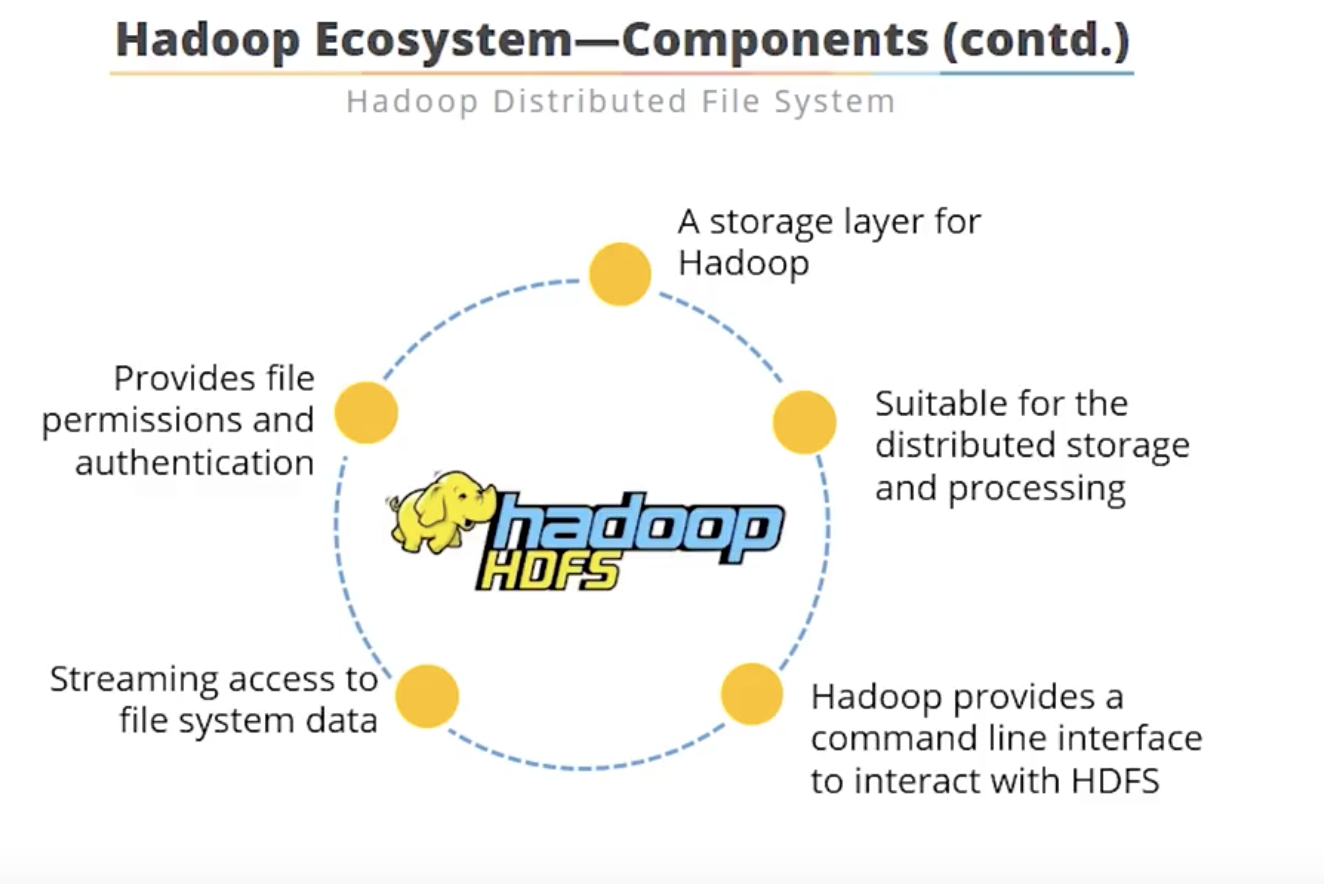 Hadoop Ecosystem—Components (contd.)
Hadoop Distributed File System
A storage layer for
Hadoop
Suitable for the
distributed storage
and processing
Hadoop provides a
command line interface
to interact with HDFS
Streaming access to
file system data
Provides file
permissions and
authentication
hadoop
HDFS